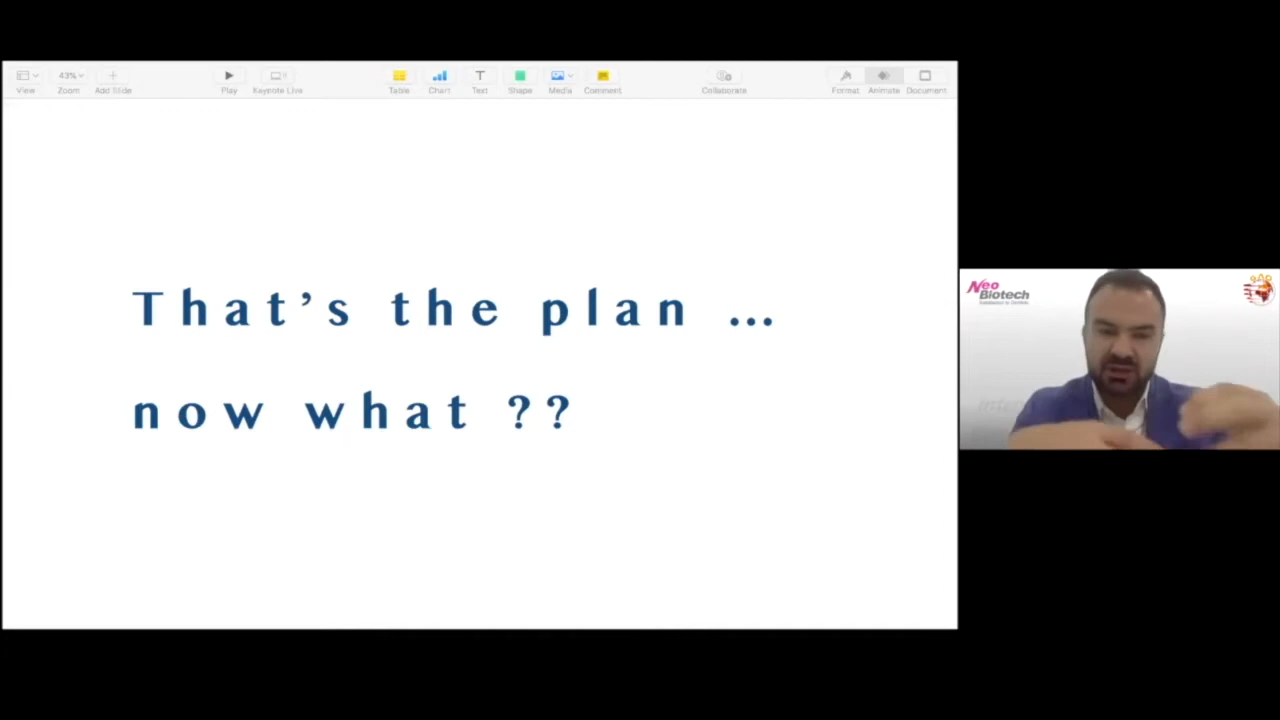 View
43%
Zoom
Add Slide
Play
Keynote Live
Table
Chart
Text
Shape
Media
Comment
Collaborate
Format
Animate
Document
That’s the plan ...
now what ??
Neo
Biotech